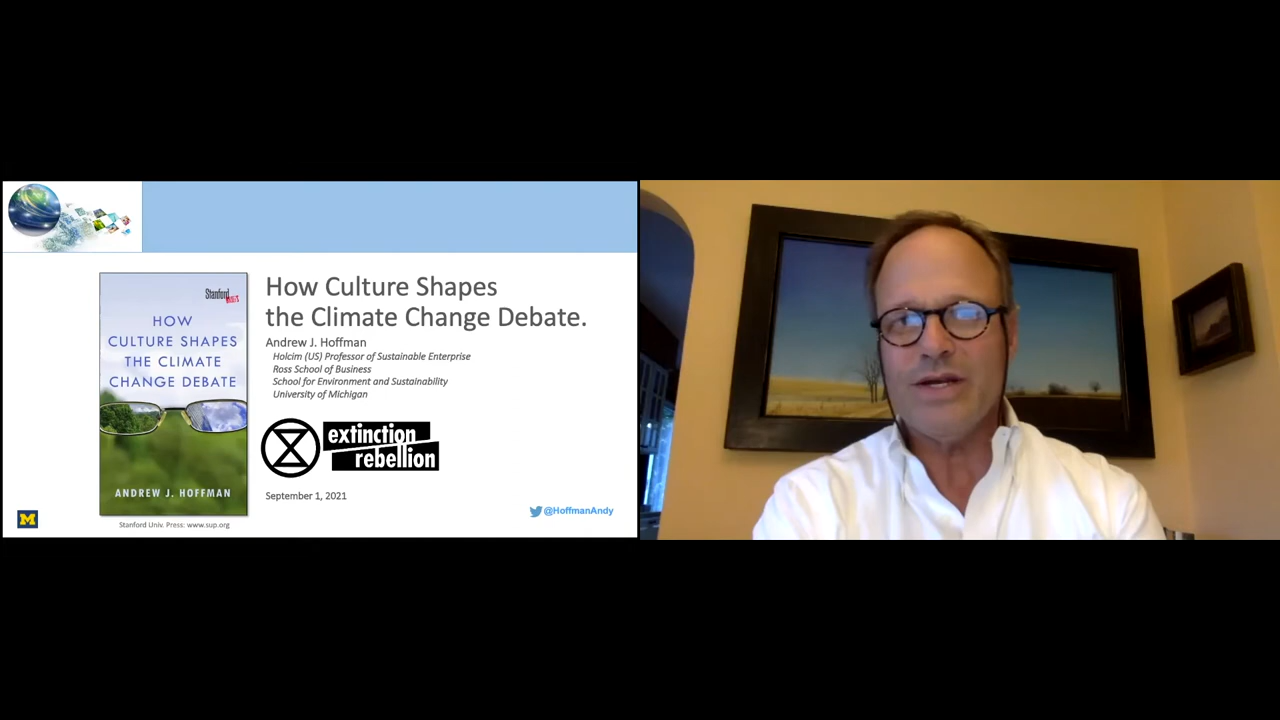 Stanford
BRIEFS
HOW
CULTURE SHAPES
THE CLIMATE
CHANGE DEBATE
ANDREW J. HOFFMAN
Stanford Univ. Press: www.sup.org
M
How Culture Shapes
the Climate Change Debate.
Andrew J. Hoffman
Holcim (US) Professor of Sustainable Enterprise
Ross School of Business
School for Environment and Sustainability
University of Michigan
extinction
rebellion
September 1, 2021
@HoffmanAndy